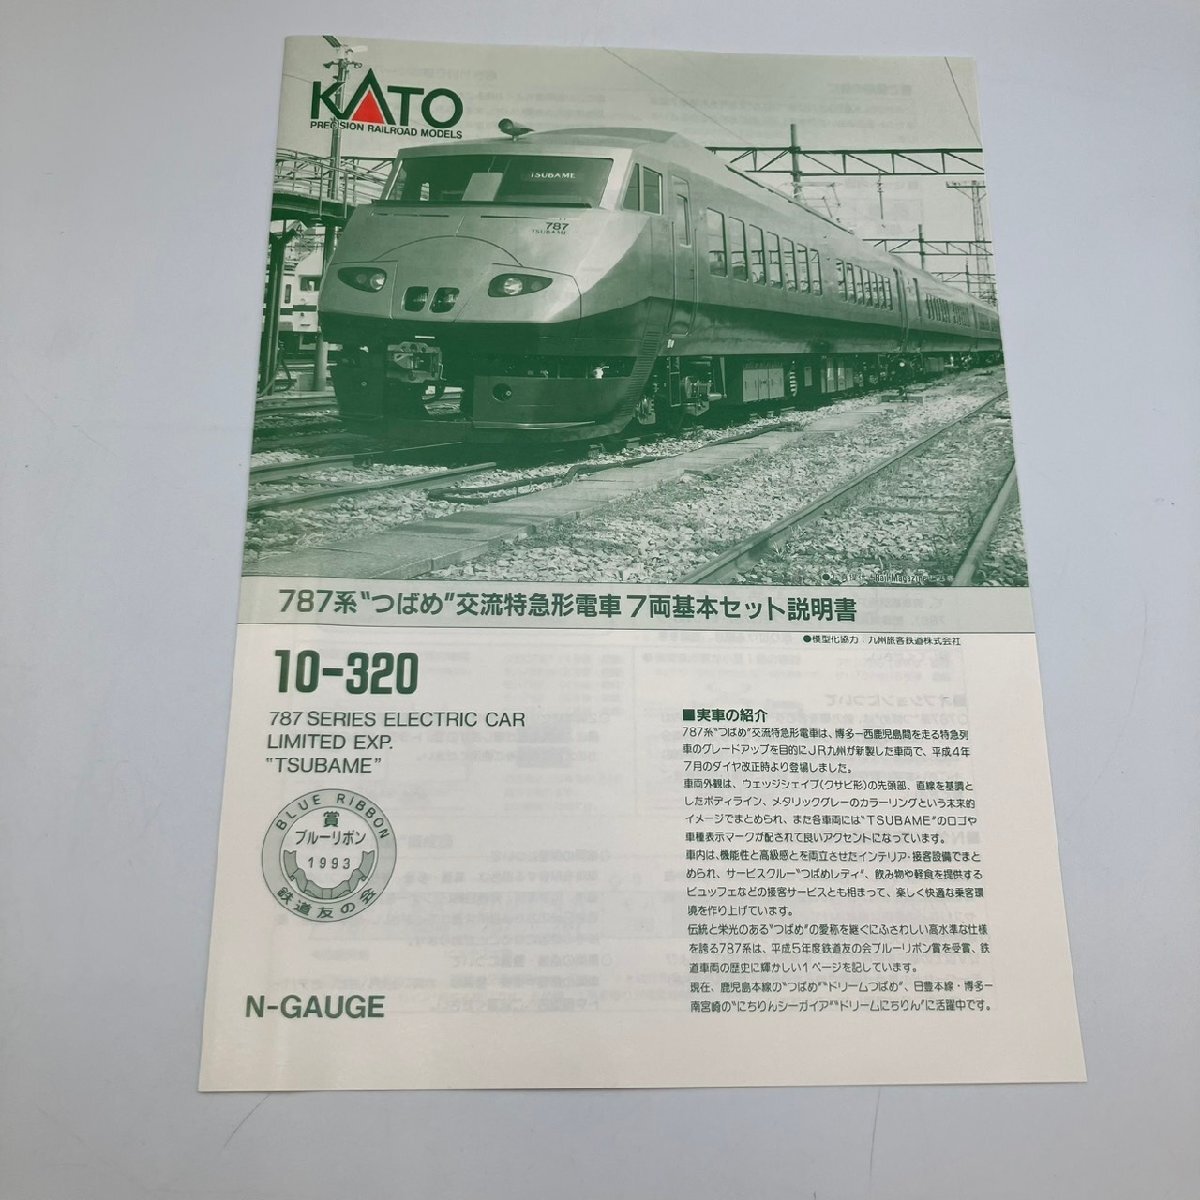 KATO
PRECISION RAILROAD MODELS
TSUBAME
787
TSUBAME
787系“つばめ”交流特急形電車7両基本セット説明書
●模型化協力：九州旅客鉄道株式会社
10-320
787 SERIES ELECTRIC CAR
LIMITED EXP.
“TSUBAME”
BLUE RIBBON
賞
ブルーリボン
1993
鉄道友の会
N-GAUGE
■実車の紹介
787系“つばめ”交流特急形電車は、博多－西鹿児島間を走る特急列
車のグレードアップを目的にJR九州が新製した車両で、平成4年
7月のダイヤ改正時より登場しました。
車両外観は、ウェッジシェイプ(クサビ形)の先頭部、直線を基調と
したボディライン、メタリックグレーのカラーリングという未来的
イメージでまとめられ、また各車両には“TSUBAME”のロゴや
車種表示マークが配されて良いアクセントになっています。
車内は、機能性と高級感とを両立させたインテリア・接客設備でまと
められ、サービスクルー“つばめレディ”、飲み物や軽食を提供する
ビュッフェなどの接客サービスとも相まって、楽しく快適な乗客環
境を作り上げています。
伝統と栄光のある“つばめ”の愛称を継ぐにふさわしい高水準な仕様
を誇る787系は、平成5年度鉄道友の会ブルーリボン賞を受賞、鉄
道車両の歴史に輝かしい1ページを記しています。
現在、鹿児島本線の“つばめ”“ドリームつばめ”、日豊本線・博多－
南宮崎の“にちりんシーガイア”“ドリームにちりん”に活躍中です。